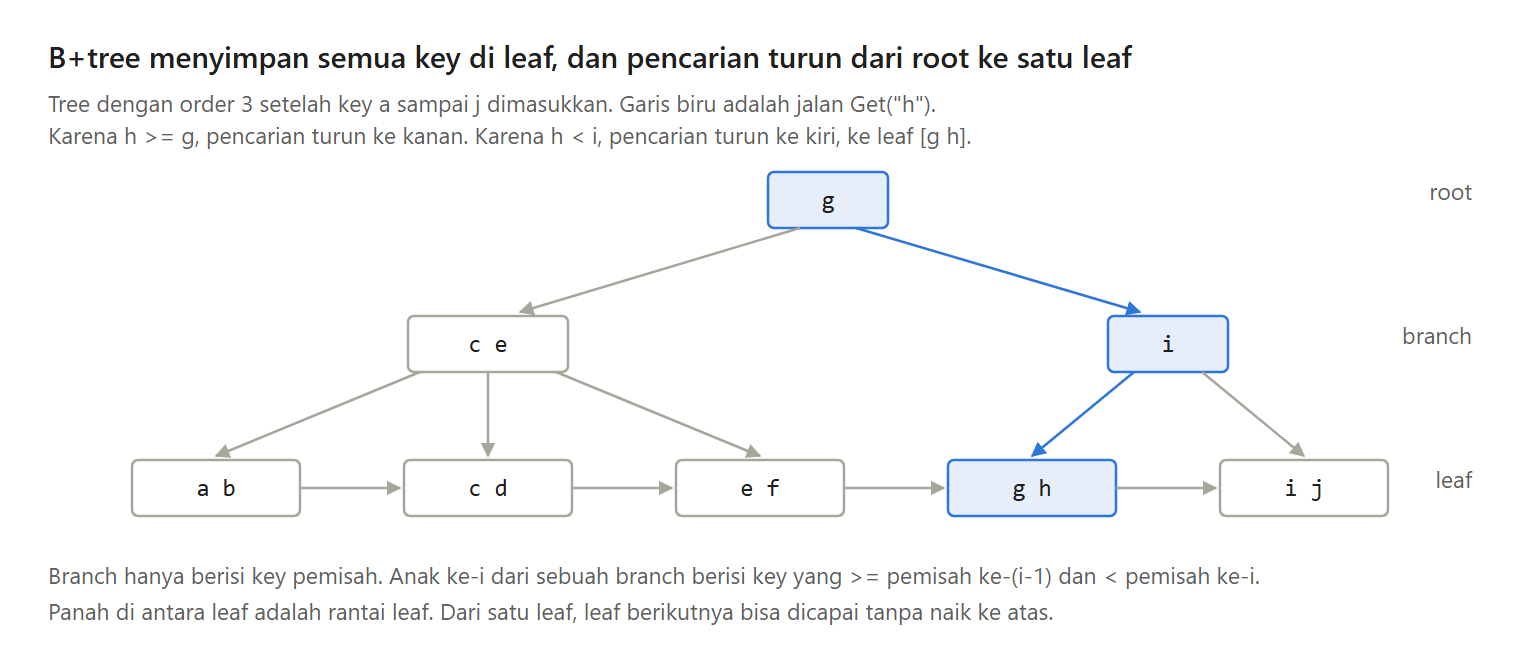 B+tree menyimpan semua key di leaf, dan pencarian turun dari root ke satu leaf
Tree dengan order 3 setelah key a sampai j dimasukkan. Garis biru adalah jalan Get("h").
Karena h >= g, pencarian turun ke kanan. Karena h < i, pencarian turun ke kiri, ke leaf [g h].
g
root
c e
i
branch
a b
c d
e f
g h
i j
leaf
Branch hanya berisi key pemisah. Anak ke-i dari sebuah branch berisi key yang >= pemisah ke-(i-1) dan < pemisah ke-i.
Panah di antara leaf adalah rantai leaf. Dari satu leaf, leaf berikutnya bisa dicapai tanpa naik ke atas.